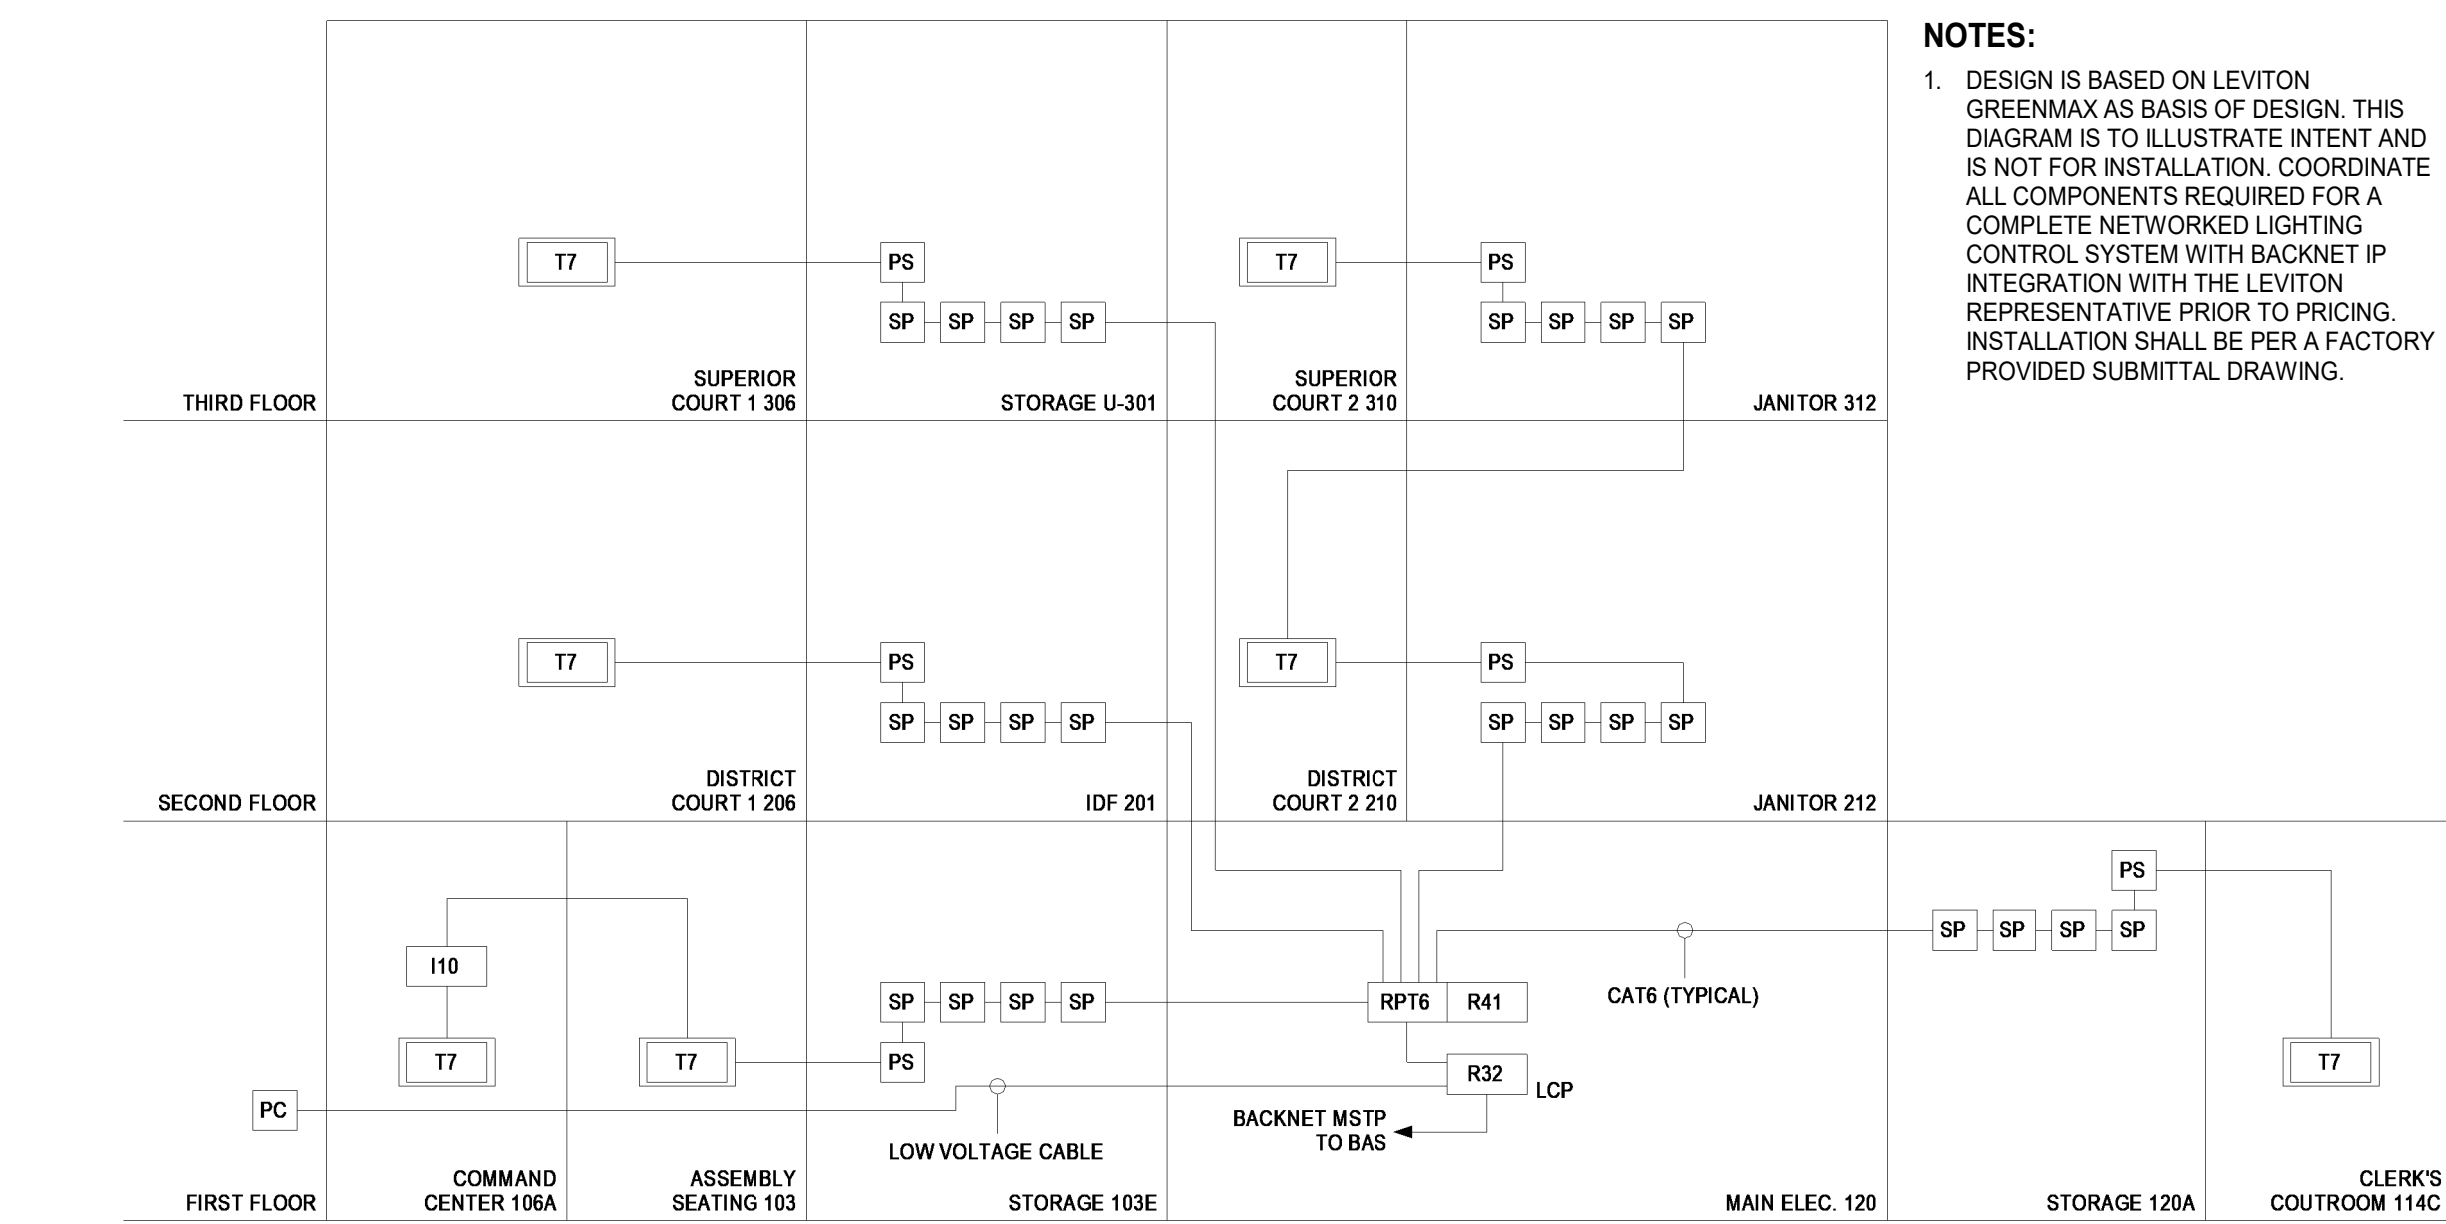 NOTES:
1. DESIGN IS BASED ON LEVITON
GREENMAX AS BASIS OF DESIGN. THIS
DIAGRAM IS TO ILLUSTRATE INTENT AND
IS NOT FOR INSTALLATION. COORDINATE
ALL COMPONENTS REQUIRED FOR A
COMPLETE NETWORKED LIGHTING
CONTROL SYSTEM WITH BACKNET IP
INTEGRATION WITH THE LEVITON
REPRESENTATIVE PRIOR TO PRICING.
INSTALLATION SHALL BE PER A FACTORY
PROVIDED SUBMITTAL DRAWING.
T7 PS T7 PS
SP SP SP SP SP SP SP SP
THIRD FLOOR
SUPERIOR
COURT 1 306
STORAGE U-301
SUPERIOR
COURT 2 310
JANITOR 312
T7 PS T7 PS
SP SP SP SP SP SP SP SP
SECOND FLOOR
DISTRICT
COURT 1 206
IDF 201
DISTRICT
COURT 2 210
JANITOR 212
PS
SP SP SP SP
I10
SP SP SP SP RPT6 R41
CAT6 (TYPICAL)
T7 T7 PS T7
R32
LCP
PC
BACKNET MSTP
TO BAS
LOW VOLTAGE CABLE
FIRST FLOOR
COMMAND
CENTER 106A
ASSEMBLY
SEATING 103
STORAGE 103E
MAIN ELEC. 120
STORAGE 120A
CLERK'S
COUTROOM 114C